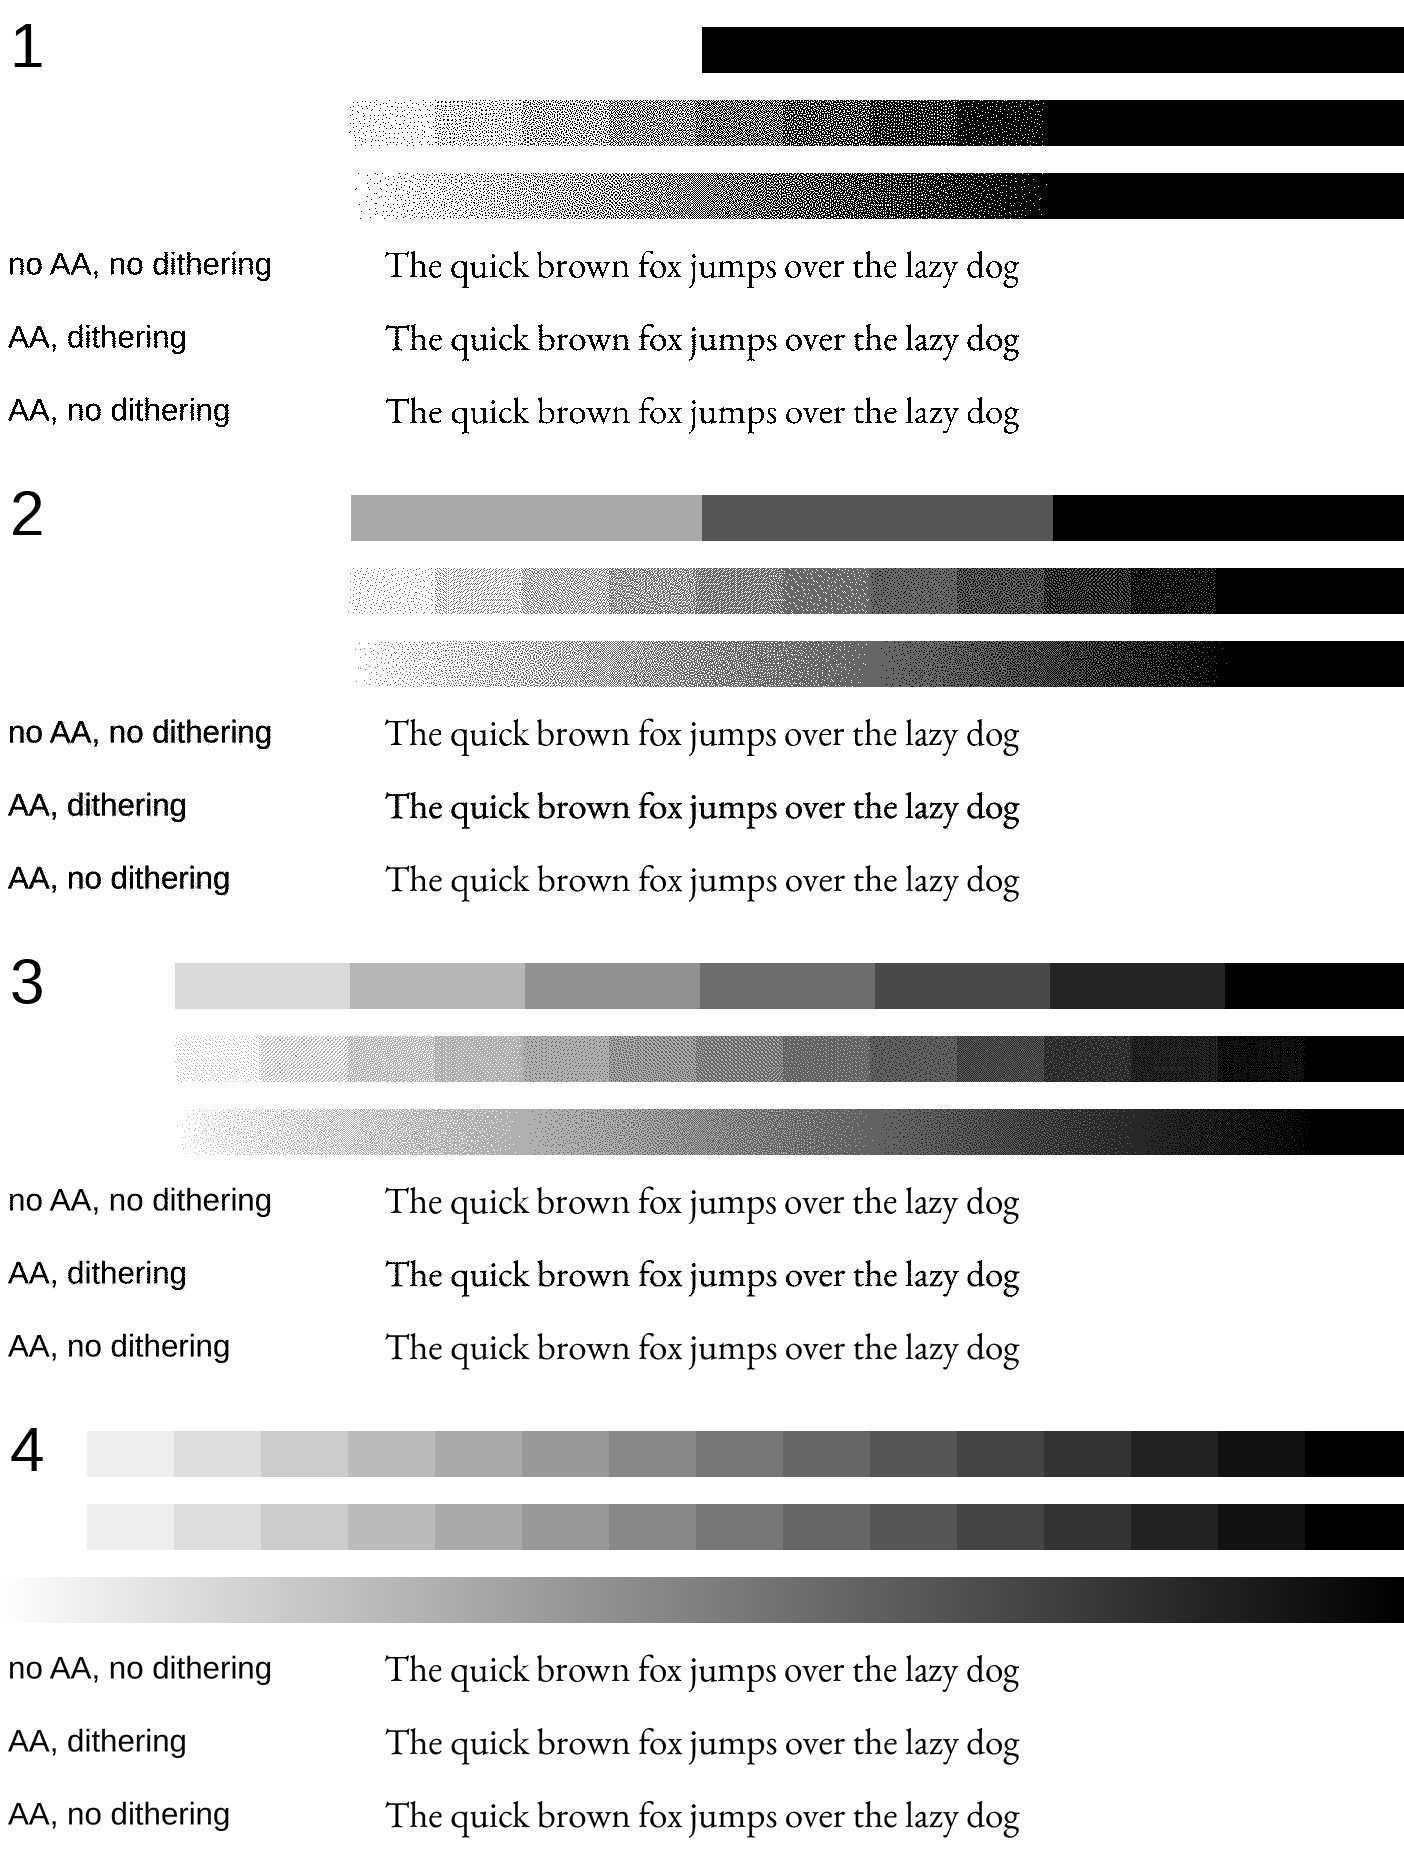 1
no AA, no dithering The quick brown fox jumps over the lazy dog
AA, dithering The quick brown fox jumps over the lazy dog
AA, no dithering The quick brown fox jumps over the lazy dog
2
no AA, no dithering The quick brown fox jumps over the lazy dog
AA, dithering The quick brown fox jumps over the lazy dog
AA, no dithering The quick brown fox jumps over the lazy dog
3
no AA, no dithering The quick brown fox jumps over the lazy dog
AA, dithering The quick brown fox jumps over the lazy dog
AA, no dithering The quick brown fox jumps over the lazy dog
4
no AA, no dithering The quick brown fox jumps over the lazy dog
AA, dithering The quick brown fox jumps over the lazy dog
AA, no dithering The quick brown fox jumps over the lazy dog